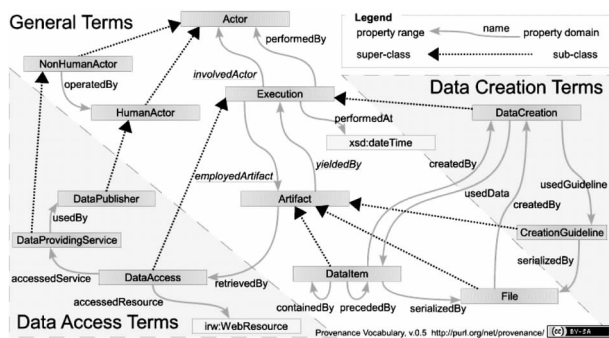 General Terms
Actor
Legend
property range
name
property domain
super-class
sub-class
performedBy
NonHumanActor
involvedActor
operatedBy
Execution
Data Creation Terms
HumanActor
performedAt
DataCreation
xsd:dateTime
createdBy
employedArtifact
yieldedBy
usedGuideline
DataPublisher
Artifact
usedData
createdBy
usedBy
DataProvidingService
CreationGuideline
serializedBy
accessedService
DataAccess
retrievedBy
DataItem
accessedResource
containedBy
precededBy
serializedBy
File
Data Access Terms
irw:WebResource
Provenance Vocabulary, v.0.5 http://purl.org/net/provenance/
cc
BY-SA